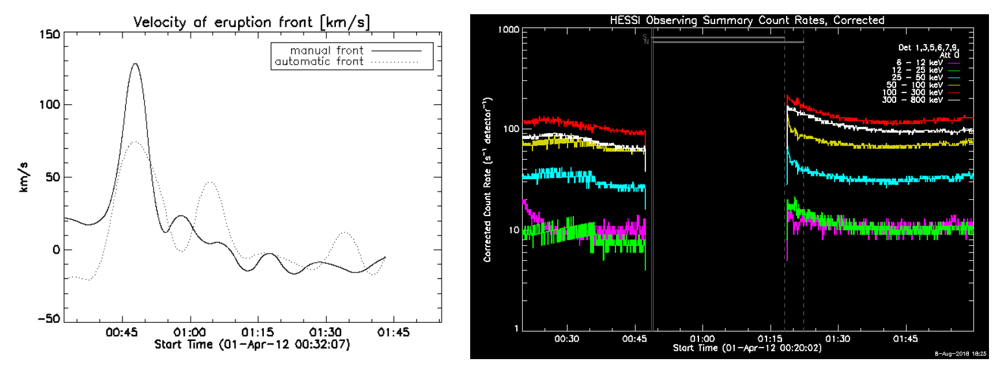 Velocity of eruption front [km/s]
manual front
automatic front
150
100
50
0
-50
km/s
00:45 01:00 01:15 01:30 01:45
Start Time (01-Apr-12 00:32:07)
HESSI Observing Summary Count Rates, Corrected
S
N
Det 1,3,5,6,7,9,
Att 0
6 - 12 keV
12 - 25 keV
25 - 50 keV
50 - 100 keV
100 - 300 keV
300 - 800 keV
1000
100
10
1
Corrected Count Rate (s⁻¹ detector⁻¹)
00:30 00:45 01:00 01:15 01:30 01:45
Start Time (01-Apr-12 00:20:02)
8-Aug-2018 18:25